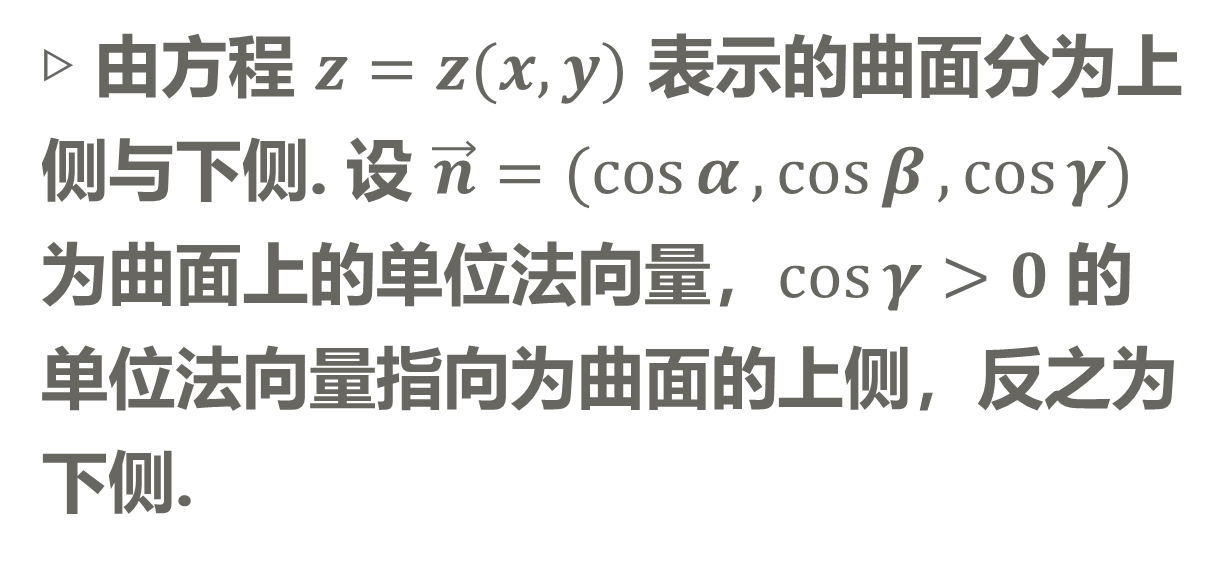 ▷ 由方程 z = z(x, y) 表示的曲面分为上
侧与下侧. 设 n⃗ = (cos α , cos β , cos γ)
为曲面上的单位法向量，cos γ > 0 的
单位法向量指向为曲面的上侧，反之为
下侧.